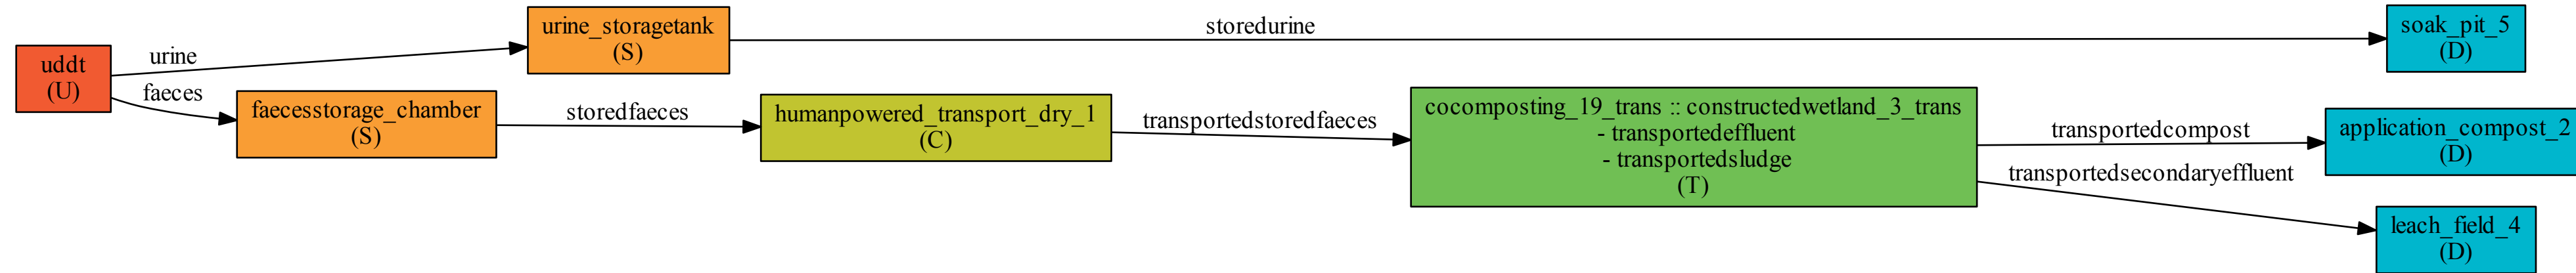 uddt
(U)
urine
faeces
urine_storagetank
(S)
faecesstorage_chamber
(S)
storedurine
storedfaeces
humanpowered_transport_dry_1
(C)
transportedstoredfaeces
cocomposting_19_trans :: constructedwetland_3_trans
- transportedeffluent
- transportedsludge
(T)
transportedcompost
transportedsecondaryeffluent
soak_pit_5
(D)
application_compost_2
(D)
leach_field_4
(D)